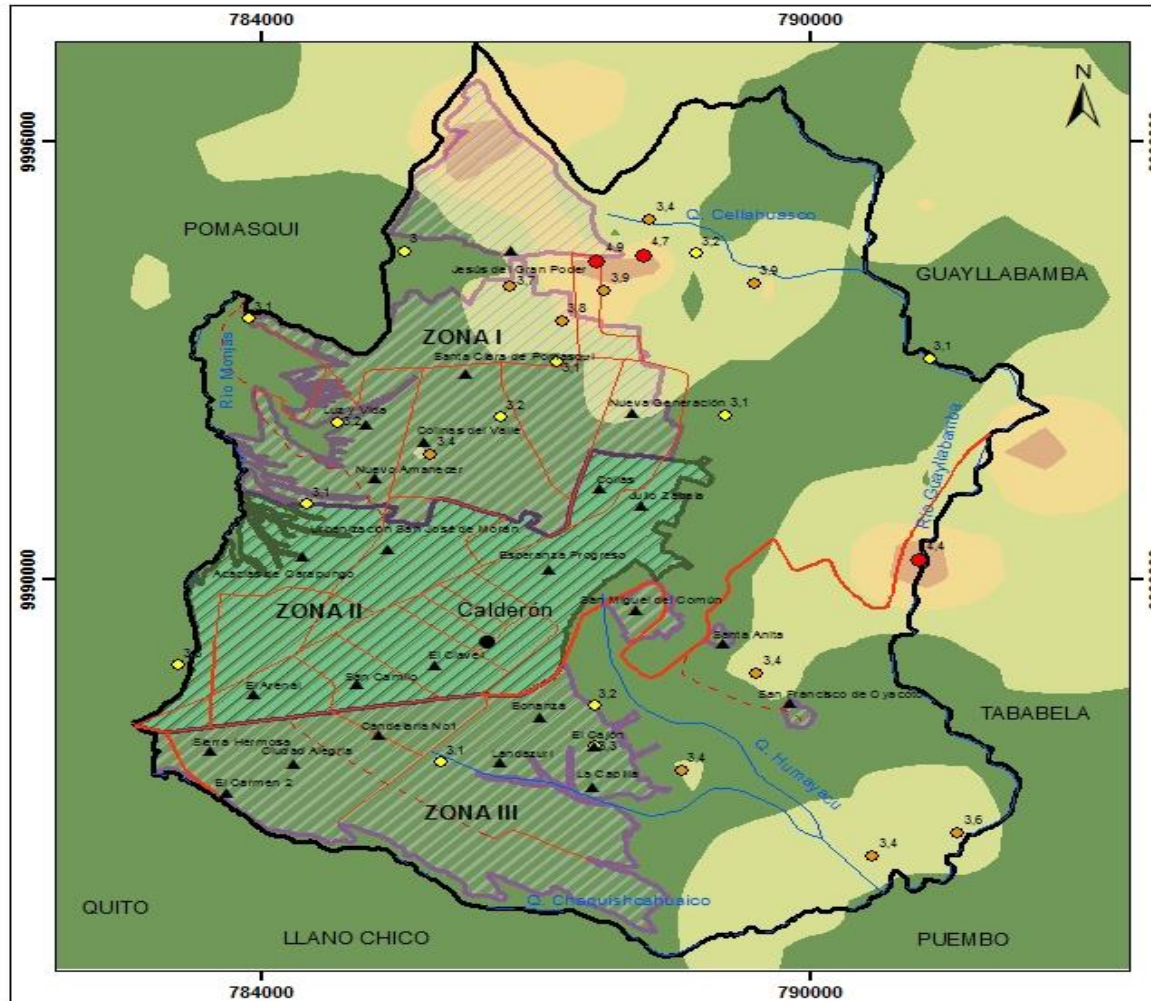 784000
790000
N
9996000
POMASQUI
3,4
Q. Cellahuasco
3
4,9
4,7
3,2
Jesús del Gran Poder
GUAYLLABAMBA
3,7
3,9
3,9
3,1
3,8
ZONA I
Río Monjas
Santa Clara de Pomasqui
3,1
3,1
Luz y Vida
3,2
3,2
Nueva Generación
3,1
Colinas del Valle
3,4
Río Guayllabamba
Nuevo Amanecer
3,1
Collas
Julio Zabala
Urbanización San José de Morán
Esperanza Progreso
4,4
Acacias de Carapungo
9990000
ZONA II
Calderón
San Miguel del Común
Santa Anita
El Clavel
3,4
San Camilo
El Arenal
San Francisco de Oyacoto
3,2
Bonanza
TABABELA
Candelaria No1
Sierra Hermosa
Ciudad Alegría
3,1
Landazuri
El Cajón
3,3
3,4
La Capilla
Q. Humayacu
El Carmen 2
ZONA III
3,6
3,4
QUITO
Q. Chaquishcahuaico
LLANO CHICO
PUEMBO
784000
790000